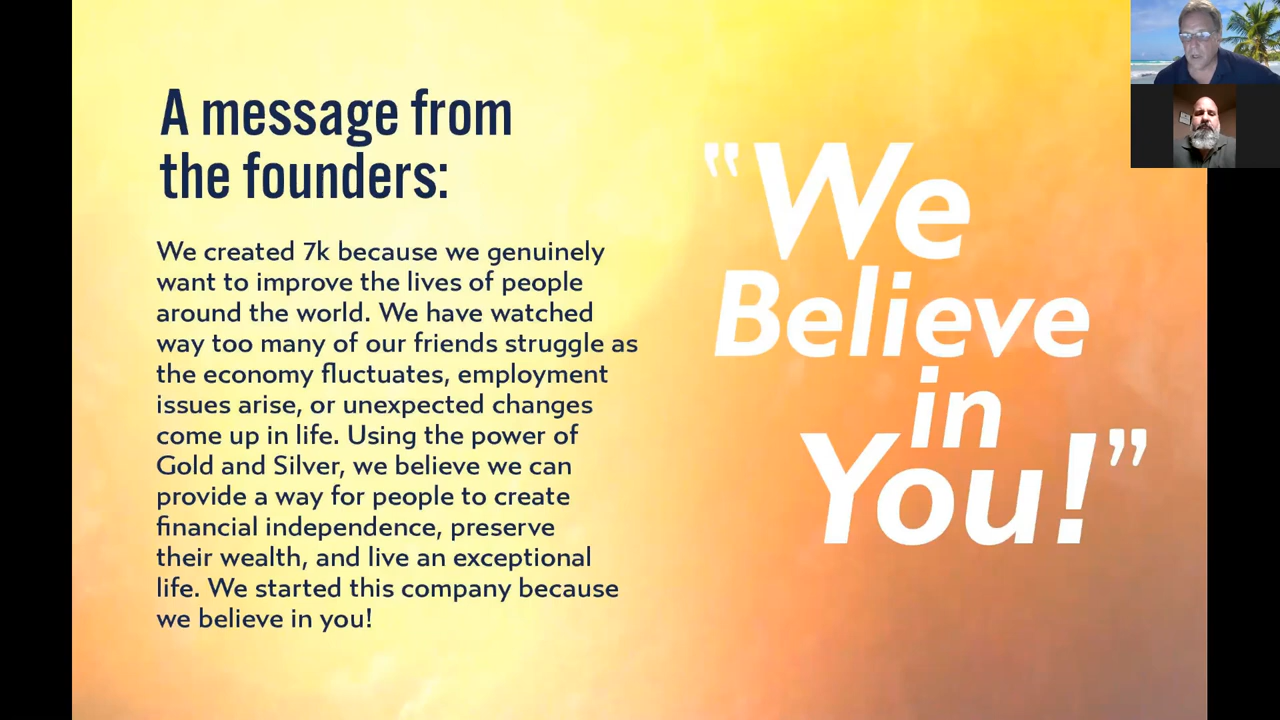 A message from
the founders:
We created 7k because we genuinely
want to improve the lives of people
around the world. We have watched
way too many of our friends struggle as
the economy fluctuates, employment
issues arise, or unexpected changes
come up in life. Using the power of
Gold and Silver, we believe we can
provide a way for people to create
financial independence, preserve
their wealth, and live an exceptional
life. We started this company because
we believe in you!
"We
Believe
in
You!"